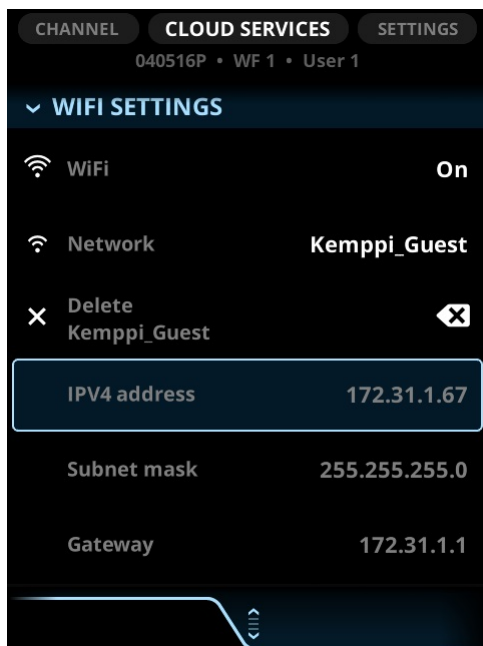 CHANNEL CLOUD SERVICES SETTINGS
040516P • WF 1 • User 1
WIFI SETTINGS
WiFi On
Network Kemppi_Guest
Delete
Kemppi_Guest
IPV4 address 172.31.1.67
Subnet mask 255.255.255.0
Gateway 172.31.1.1